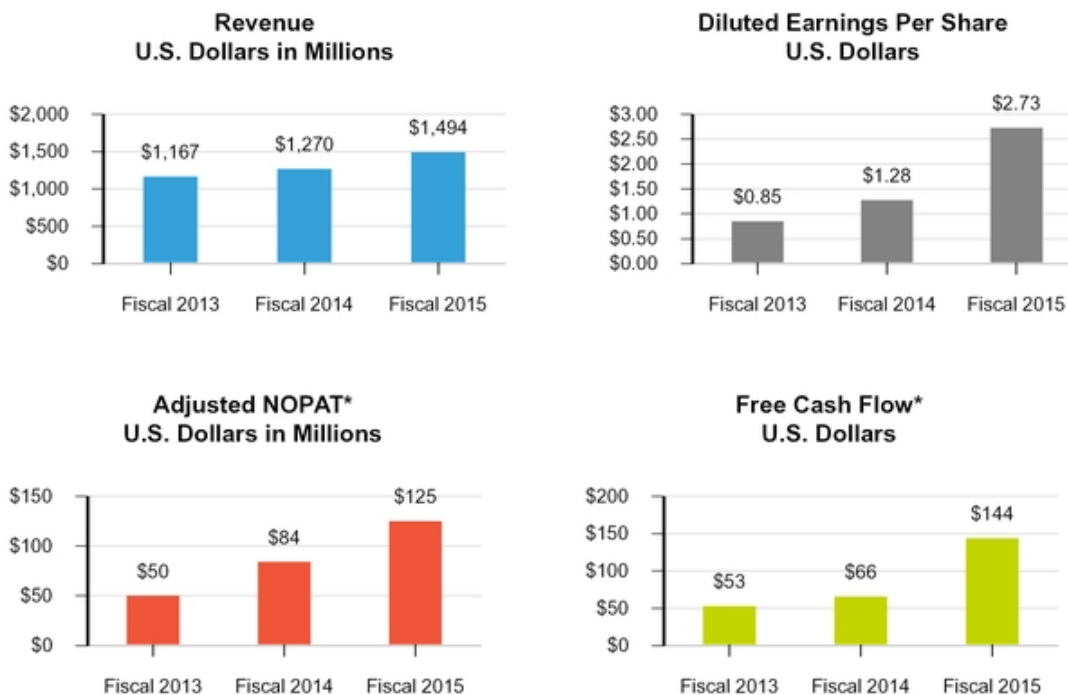 Revenue
U.S. Dollars in Millions
$2,000
$1,500
$1,000
$500
$0
$1,167
$1,270
$1,494
Fiscal 2013
Fiscal 2014
Fiscal 2015
Diluted Earnings Per Share
U.S. Dollars
$3.00
$2.50
$2.00
$1.50
$1.00
$0.50
$0.00
$0.85
$1.28
$2.73
Fiscal 2013
Fiscal 2014
Fiscal 2015
Adjusted NOPAT*
U.S. Dollars in Millions
$150
$100
$50
$0
$50
$84
$125
Fiscal 2013
Fiscal 2014
Fiscal 2015
Free Cash Flow*
U.S. Dollars
$200
$150
$100
$50
$0
$53
$66
$144
Fiscal 2013
Fiscal 2014
Fiscal 2015